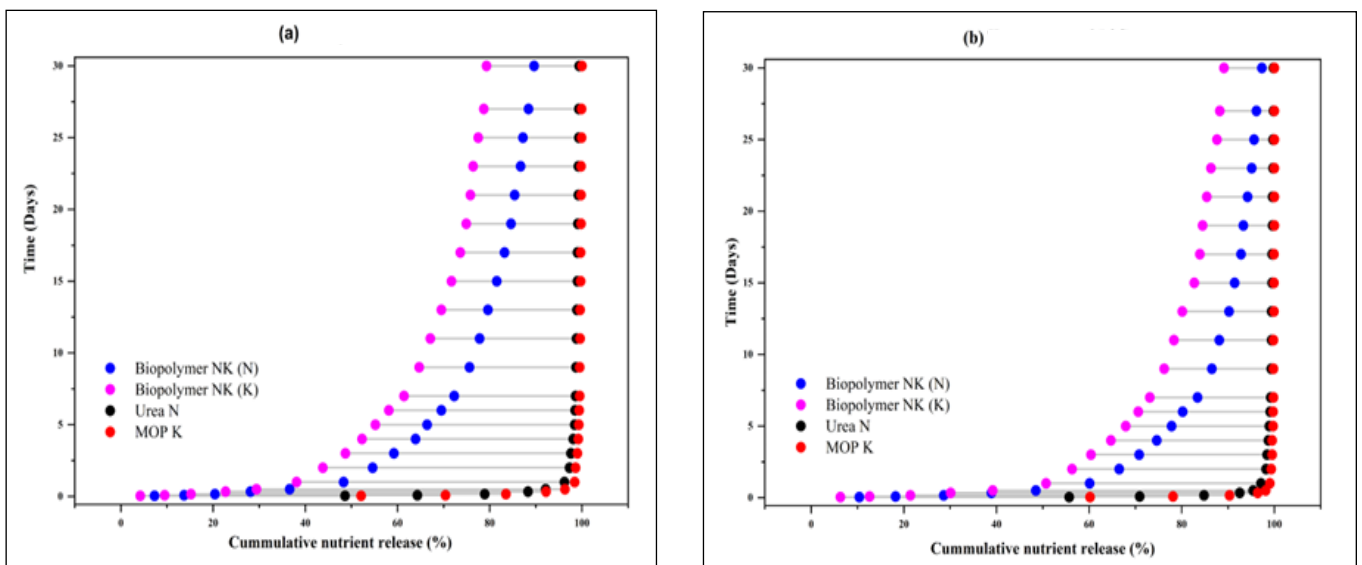 (a)
30
25
20
15
10
5
0
Time (Days)
Biopolymer NK (N)
Biopolymer NK (K)
Urea N
MOP K
0 20 40 60 80 100
Cummulative nutrient release (%)
(b)
30
25
20
15
10
5
0
Time (Days)
Biopolymer NK (N)
Biopolymer NK (K)
Urea N
MOP K
0 20 40 60 80 100
Cummulative nutrient release (%)